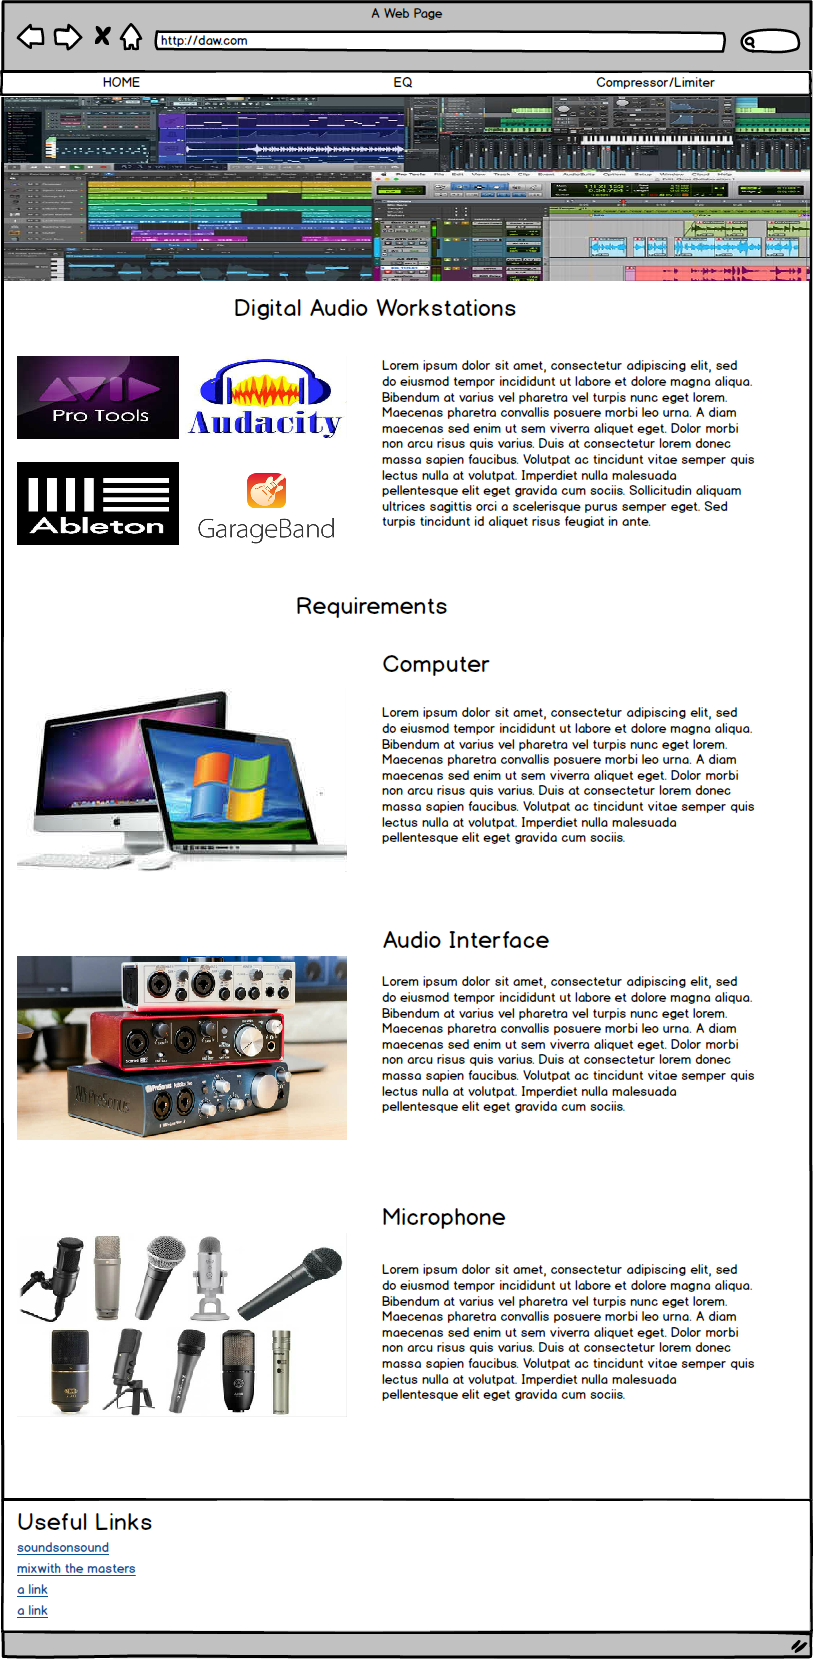 A Web Page
http://daw.com
HOME EQ Compressor/Limiter
Digital Audio Workstations
AVID
Pro Tools
Audacity
Ableton
GarageBand
Lorem ipsum dolor sit amet, consectetur adipiscing elit, sed
do eiusmod tempor incididunt ut labore et dolore magna aliqua.
Bibendum at varius vel pharetra vel turpis nunc eget lorem.
Maecenas pharetra convallis posuere morbi leo urna. A diam
maecenas sed enim ut sem viverra aliquet eget. Dolor morbi
non arcu risus quis varius. Duis at consectetur lorem donec
massa sapien faucibus. Volutpat ac tincidunt vitae semper quis
lectus nulla at volutpat. Imperdiet nulla malesuada
pellentesque elit eget gravida cum sociis. Sollicitudin aliquam
ultrices sagittis orci a scelerisque purus semper eget. Sed
turpis tincidunt id aliquet risus feugiat in ante.
Requirements
Computer
Lorem ipsum dolor sit amet, consectetur adipiscing elit, sed
do eiusmod tempor incididunt ut labore et dolore magna aliqua.
Bibendum at varius vel pharetra vel turpis nunc eget lorem.
Maecenas pharetra convallis posuere morbi leo urna. A diam
maecenas sed enim ut sem viverra aliquet eget. Dolor morbi
non arcu risus quis varius. Duis at consectetur lorem donec
massa sapien faucibus. Volutpat ac tincidunt vitae semper quis
lectus nulla at volutpat. Imperdiet nulla malesuada
pellentesque elit eget gravida cum sociis.
Audio Interface
PreSonus
Lorem ipsum dolor sit amet, consectetur adipiscing elit, sed
do eiusmod tempor incididunt ut labore et dolore magna aliqua.
Bibendum at varius vel pharetra vel turpis nunc eget lorem.
Maecenas pharetra convallis posuere morbi leo urna. A diam
maecenas sed enim ut sem viverra aliquet eget. Dolor morbi
non arcu risus quis varius. Duis at consectetur lorem donec
massa sapien faucibus. Volutpat ac tincidunt vitae semper quis
lectus nulla at volutpat. Imperdiet nulla malesuada
pellentesque elit eget gravida cum sociis.
Microphone
Lorem ipsum dolor sit amet, consectetur adipiscing elit, sed
do eiusmod tempor incididunt ut labore et dolore magna aliqua.
Bibendum at varius vel pharetra vel turpis nunc eget lorem.
Maecenas pharetra convallis posuere morbi leo urna. A diam
maecenas sed enim ut sem viverra aliquet eget. Dolor morbi
non arcu risus quis varius. Duis at consectetur lorem donec
massa sapien faucibus. Volutpat ac tincidunt vitae semper quis
lectus nulla at volutpat. Imperdiet nulla malesuada
pellentesque elit eget gravida cum sociis.
Useful Links
soundsonsound
mixwith the masters
a link
a link